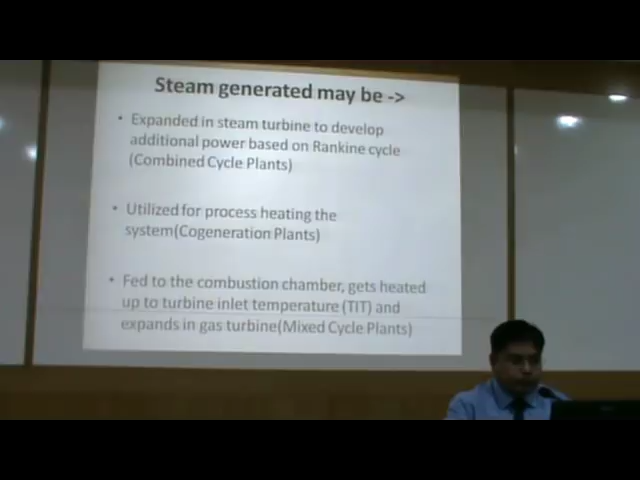 Steam generated may be ->
• Expanded in steam turbine to develop
additional power based on Rankine cycle
(Combined Cycle Plants)
• Utilized for process heating the
system(Cogeneration Plants)
• Fed to the combustion chamber, gets heated
up to turbine inlet temperature (TIT) and
expands in gas turbine(Mixed Cycle Plants)